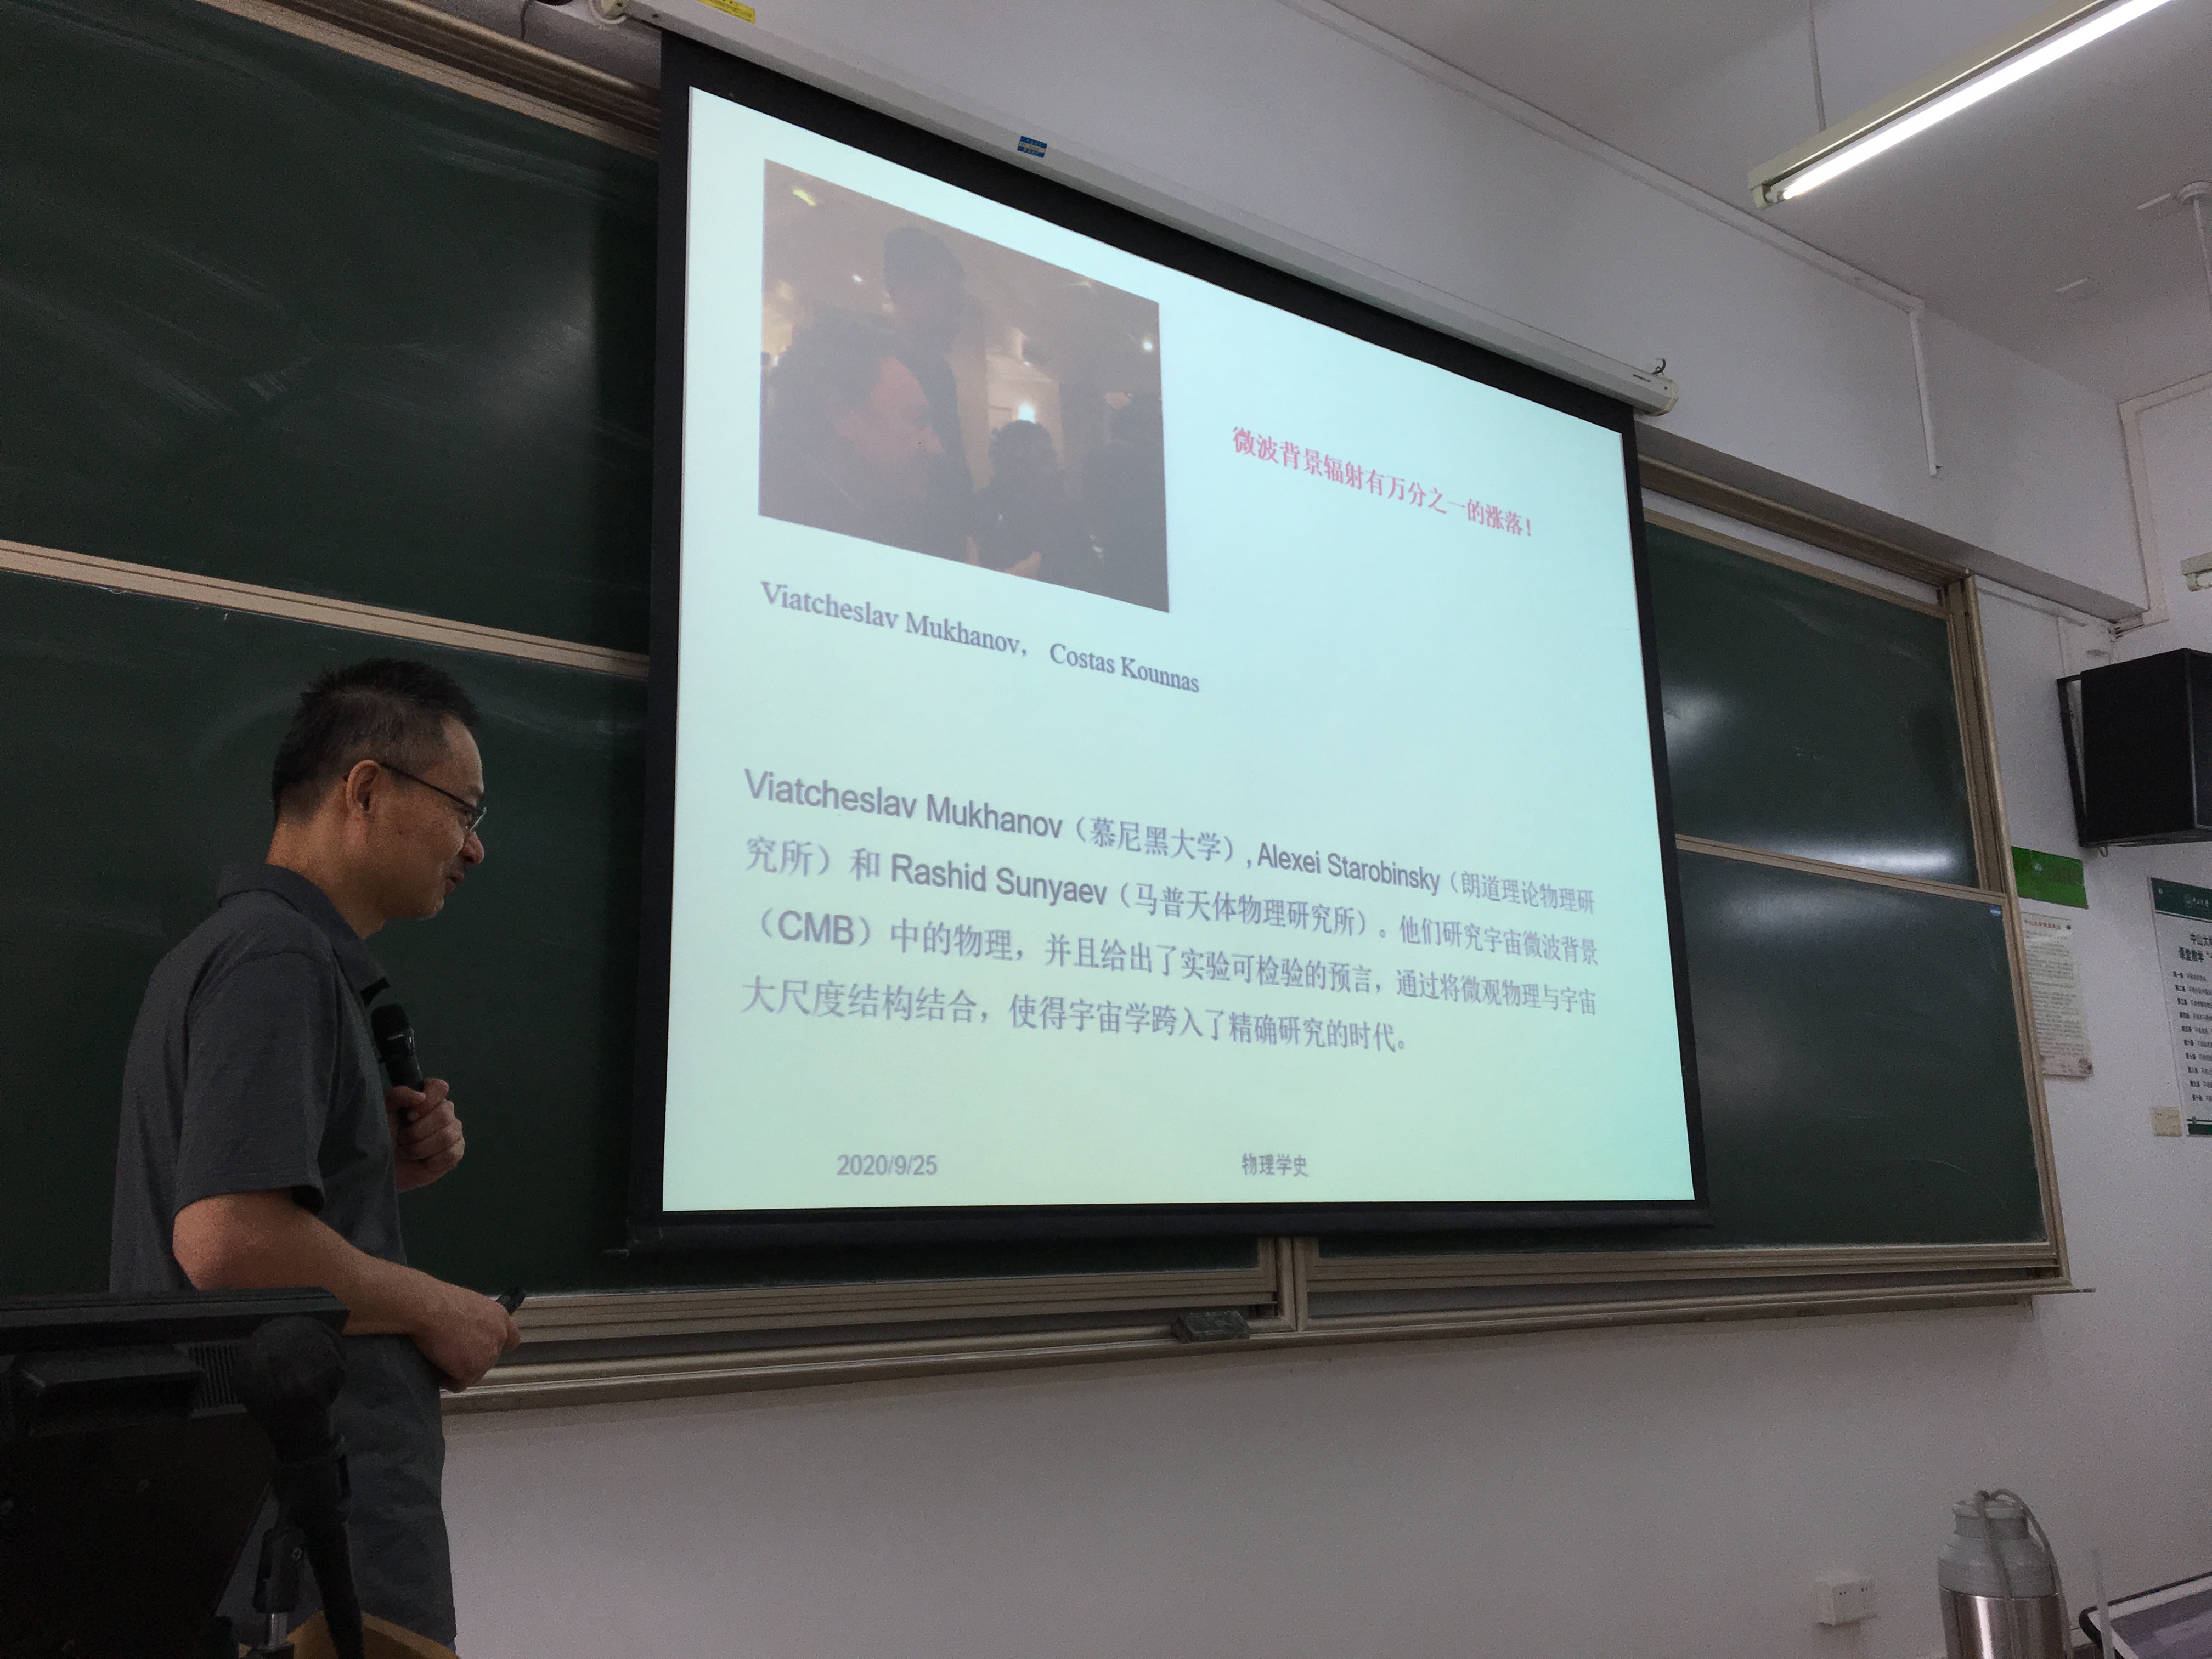 微波背景辐射有万分之一的涨落!
Viatcheslav Mukhanov, Costas Kounnas
Viatcheslav Mukhanov（慕尼黑大学）, Alexei Starobinsky（朗道理论物理研
究所）和 Rashid Sunyaev（马普天体物理研究所）。他们研究宇宙微波背景
（CMB）中的物理，并且给出了实验可检验的预言，通过将微观物理与宇宙
大尺度结构结合，使得宇宙学跨入了精确研究的时代。
2020/9/25
物理学史